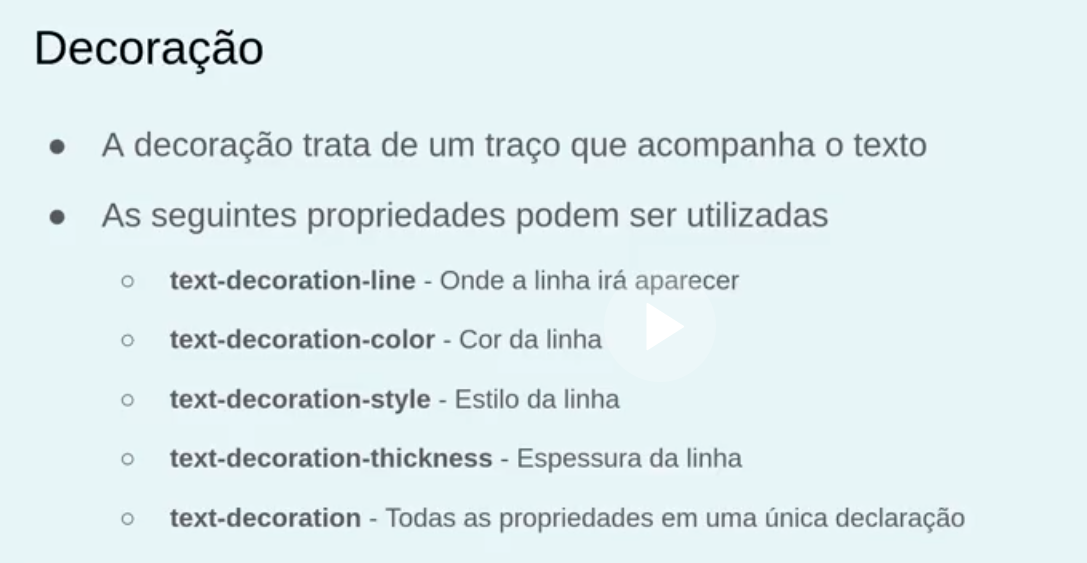 Decoração
● A decoração trata de um traço que acompanha o texto
● As seguintes propriedades podem ser utilizadas
○ text-decoration-line - Onde a linha irá aparecer
○ text-decoration-color - Cor da linha
○ text-decoration-style - Estilo da linha
○ text-decoration-thickness - Espessura da linha
○ text-decoration - Todas as propriedades em uma única declaração